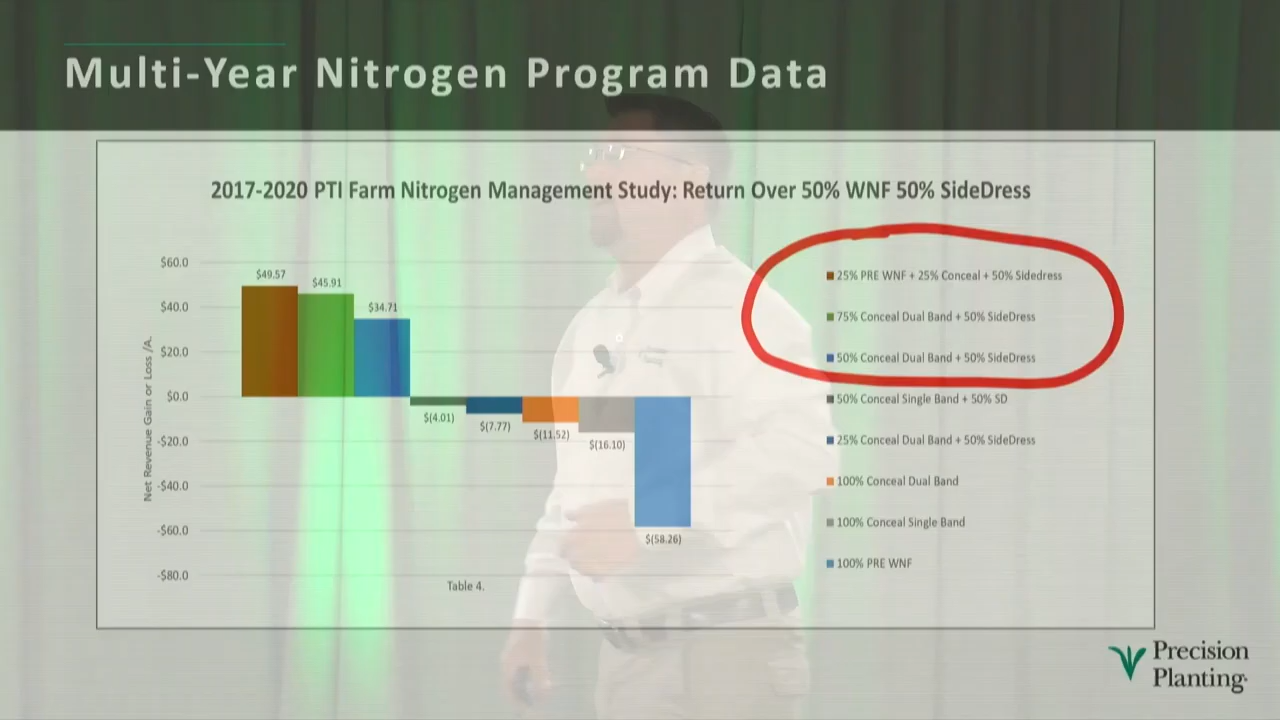 Multi-Year Nitrogen Program Data
2017-2020 PTI Farm Nitrogen Management Study: Return Over 50% WNF 50% SideDress
Net Revenue Gain or Loss /A.
$60.0
$40.0
$20.0
$0.0
-$20.0
-$40.0
-$60.0
-$80.0
$49.57
$45.91
$34.71
$(4.01)
$(7.77)
$(11.52)
$(16.10)
$(58.26)
Table 4.
25% PRE WNF + 25% Conceal + 50% Sidedress
75% Conceal Dual Band + 50% SideDress
50% Conceal Dual Band + 50% SideDress
50% Conceal Single Band + 50% SD
25% Conceal Dual Band + 50% SideDress
100% Conceal Dual Band
100% Conceal Single Band
100% PRE WNF
Precision
Planting